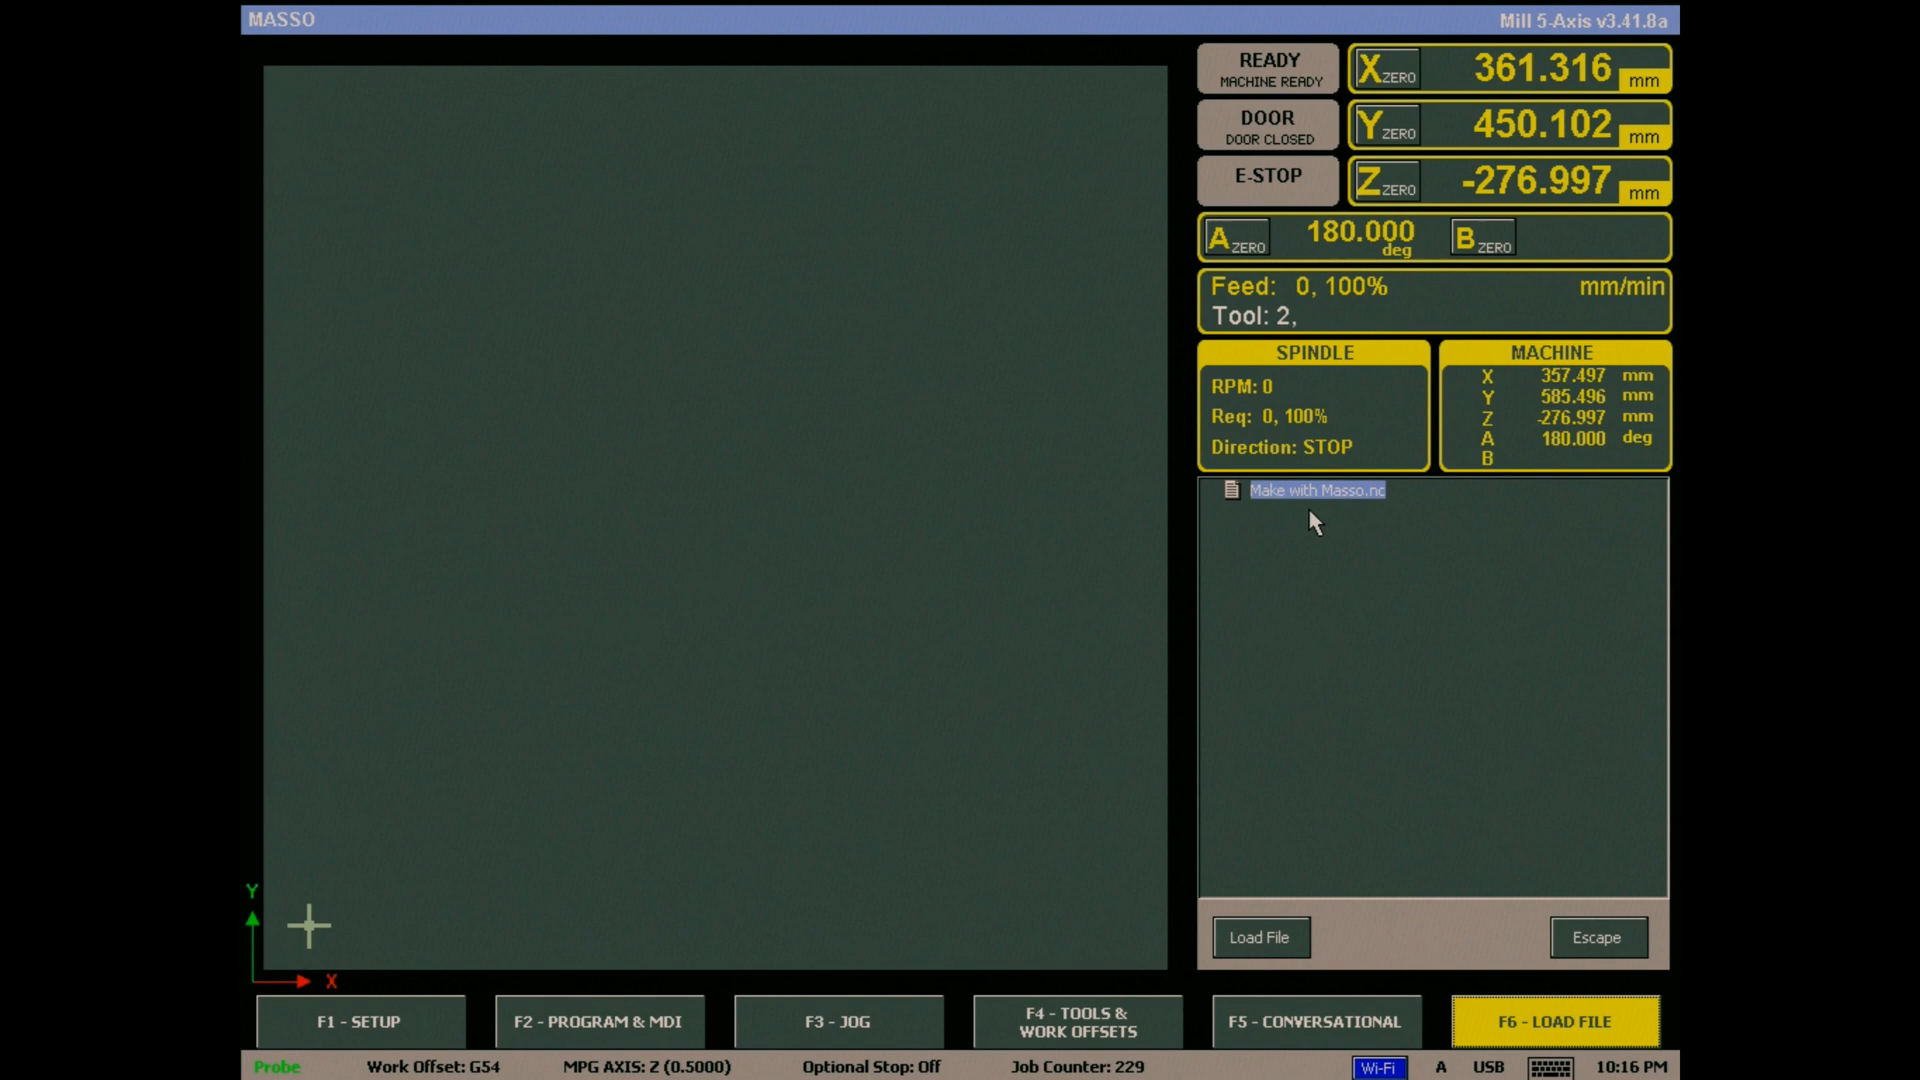 MASSO
Mill 5-Axis v3.41.8a
READY
MACHINE READY
X ZERO 361.316 mm
DOOR
DOOR CLOSED
Y ZERO 450.102 mm
E-STOP
Z ZERO -276.997 mm
A ZERO 180.000 deg B ZERO
Feed: 0, 100% mm/min
Tool: 2,
SPINDLE
RPM: 0
Req: 0, 100%
Direction: STOP
MACHINE
X 357.497 mm
Y 585.496 mm
Z -276.997 mm
A 180.000 deg
B
Make with Masso.nc
Load File
Escape
Y
X
F1 - SETUP
F2 - PROGRAM & MDI
F3 - JOG
F4 - TOOLS &
WORK OFFSETS
F5 - CONVERSATIONAL
F6 - LOAD FILE
Probe Work Offset: G54 MPG AXIS: Z (0.5000) Optional Stop: Off Job Counter: 229 Wi-Fi A USB 10:16 PM